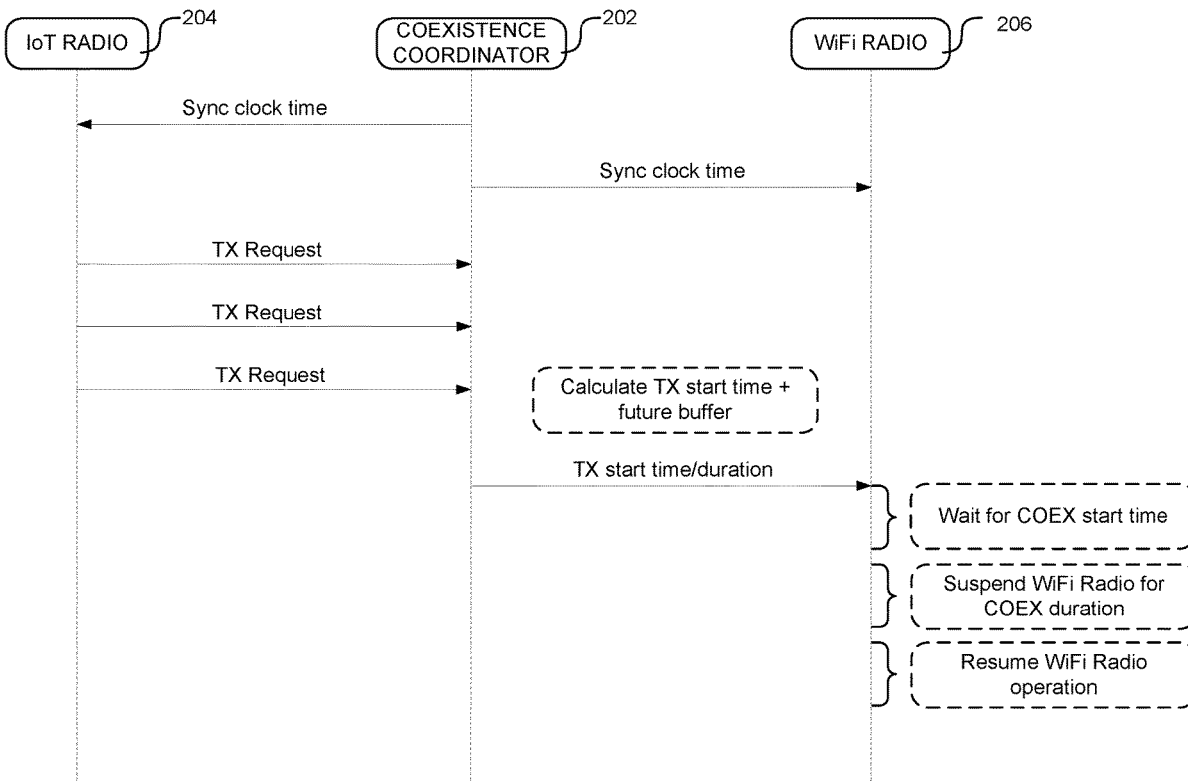 IoT RADIO
204
COEXISTENCE
COORDINATOR
202
WiFi RADIO
206
Sync clock time
Sync clock time
TX Request
TX Request
TX Request
Calculate TX start time +
future buffer
TX start time/duration
Wait for COEX start time
Suspend WiFi Radio for
COEX duration
Resume WiFi Radio
operation